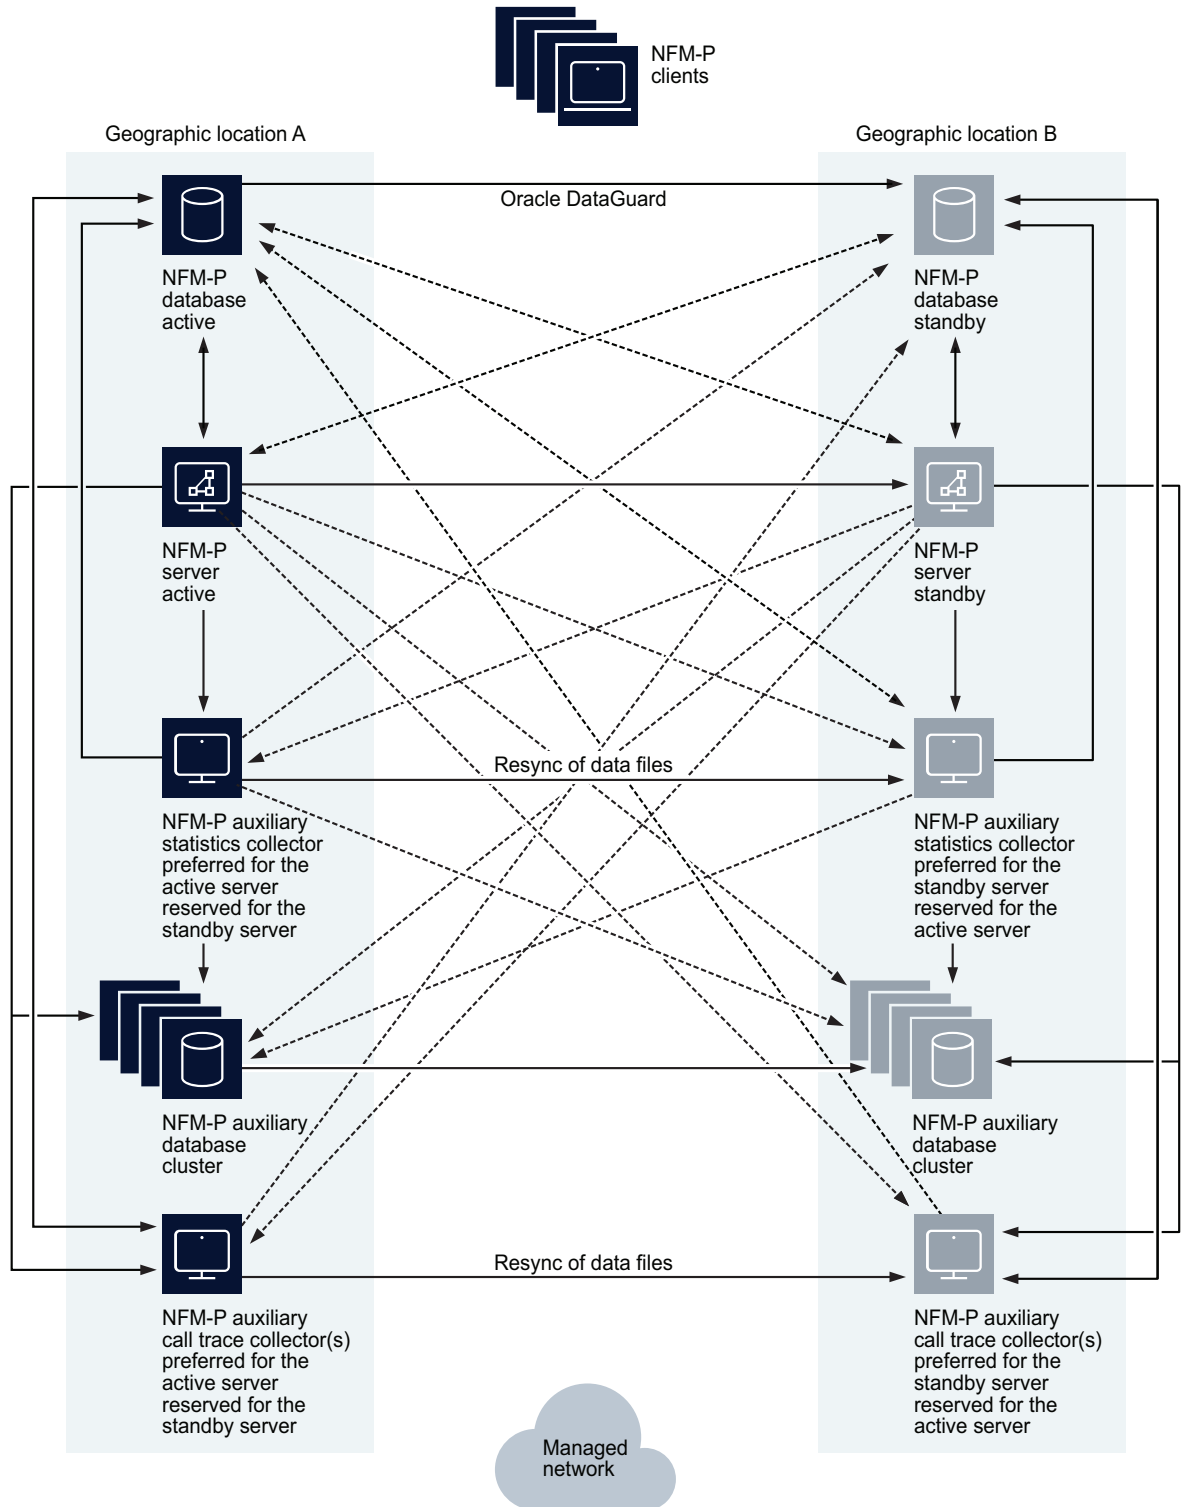 NFM-P
clients
Geographic location A
Geographic location B
Oracle DataGuard
NFM-P
database
active
NFM-P
database
standby
NFM-P
server
active
NFM-P
server
standby
Resync of data files
NFM-P auxiliary
statistics collector
preferred for the
active server
reserved for the
standby server
NFM-P auxiliary
statistics collector
preferred for the
standby server
reserved for the
active server
NFM-P auxiliary
database
cluster
NFM-P auxiliary
database
cluster
Resync of data files
NFM-P auxiliary
call trace collector(s)
preferred for the
active server
reserved for the
standby server
NFM-P auxiliary
call trace collector(s)
preferred for the
standby server
reserved for the
active server
Managed
network